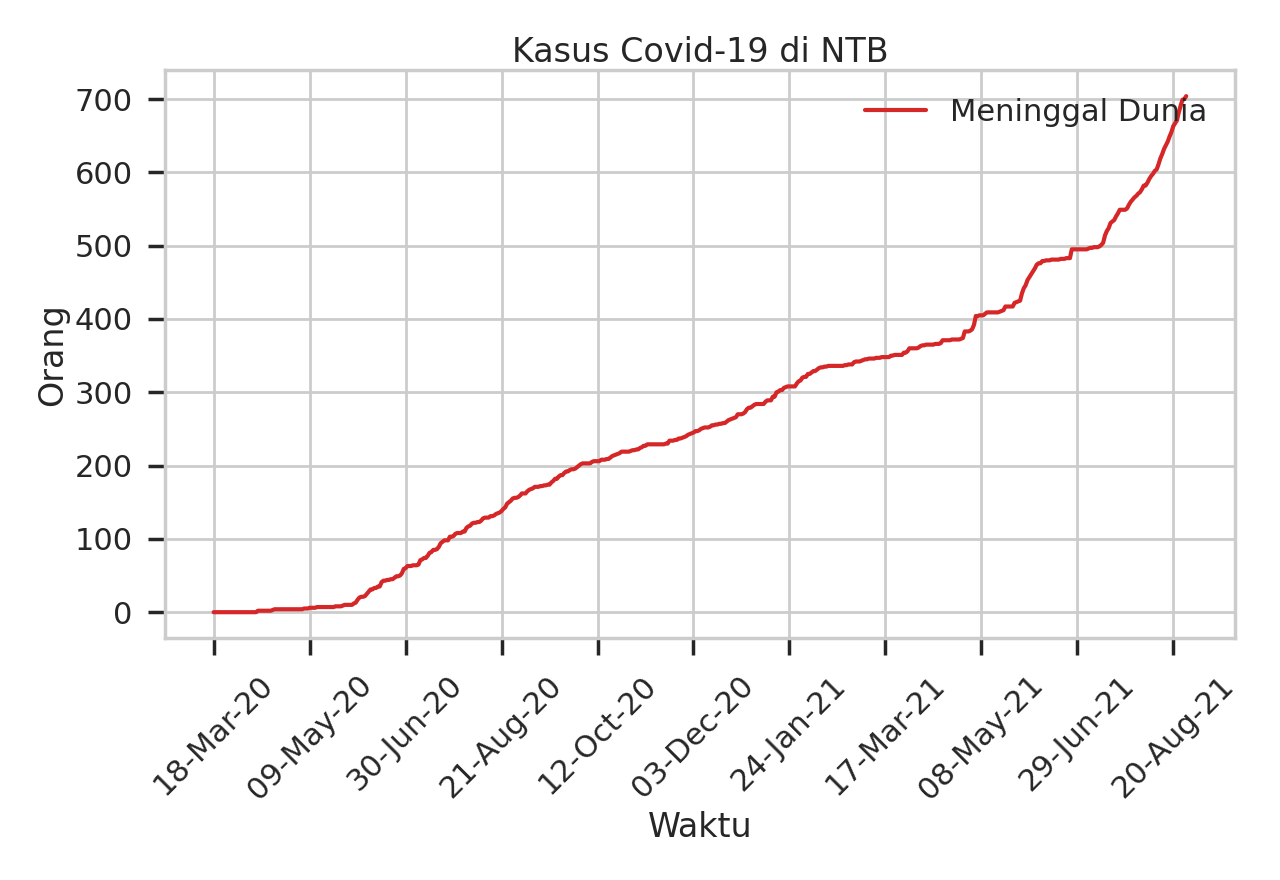 Kasus Covid-19 di NTB
Meninggal Dunia
Orang
700
600
500
400
300
200
100
0
18-Mar-20
09-May-20
30-Jun-20
21-Aug-20
12-Oct-20
03-Dec-20
24-Jan-21
17-Mar-21
08-May-21
29-Jun-21
20-Aug-21
Waktu